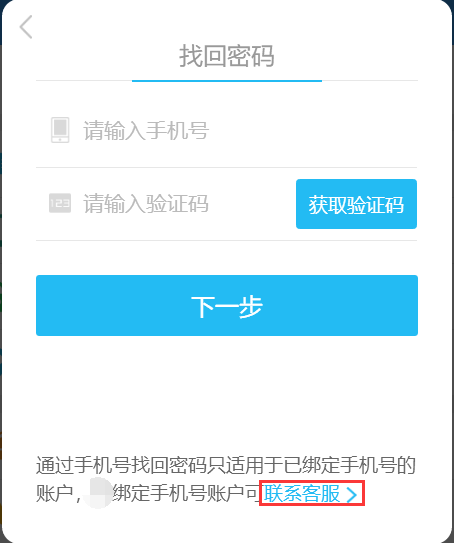 找回密码
请输入手机号
123
请输入验证码
获取验证码
下一步
通过手机号找回密码只适用于已绑定手机号的
账户，绑定手机号账户可联系客服